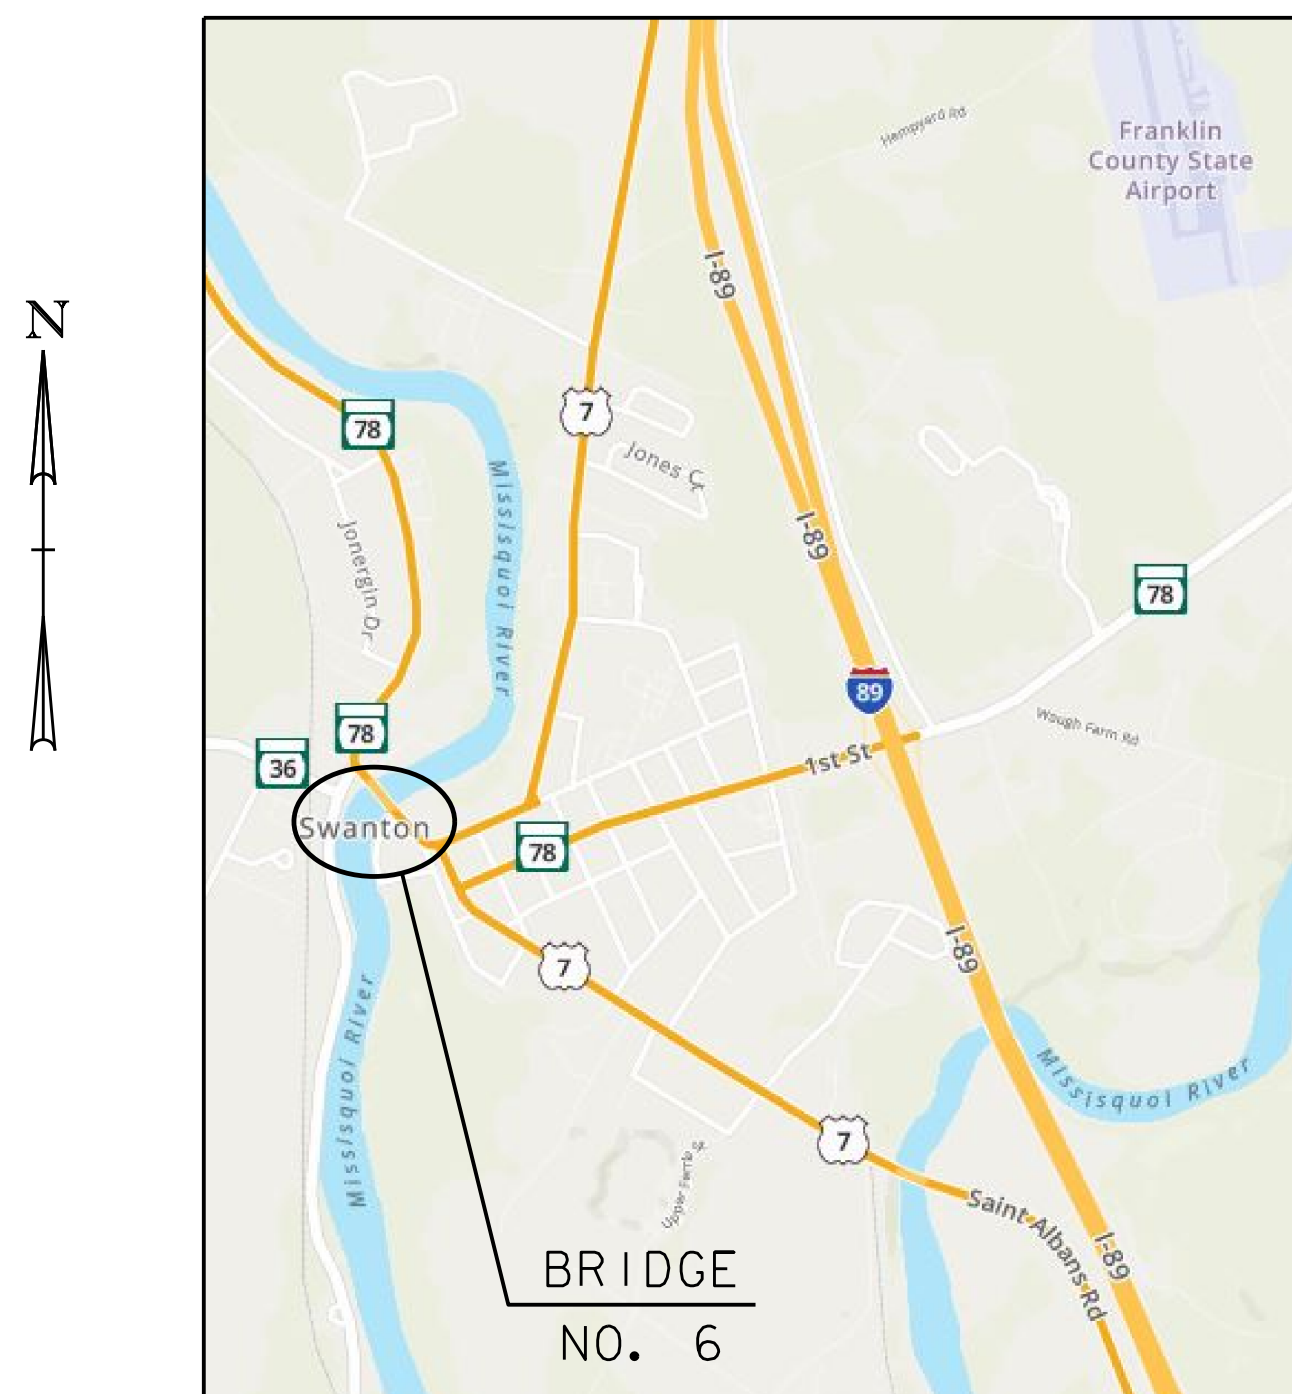 Hempyard Rd
Franklin
County State
Airport
I-89
N
7
78
Jones Ct
Missisquoi River
I-89
Jonergin Dr
78
89
Waugh Farm Rd
78
36
1st St
Swanton
78
I-89
7
Missisquoi River
Missisquoi River
7
Upper Ferris St
Saint Albans Rd
I-89
BRIDGE
NO. 6